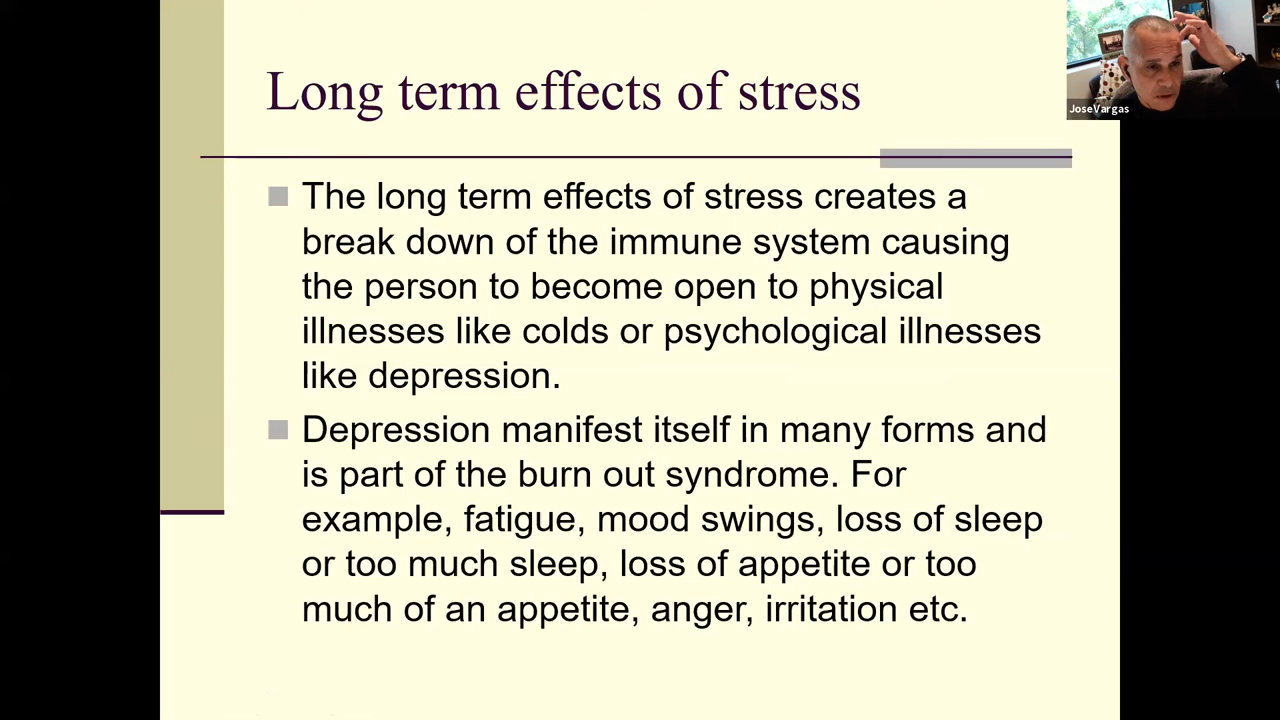 Long term effects of stress
JoseVargas
The long term effects of stress creates a
break down of the immune system causing
the person to become open to physical
illnesses like colds or psychological illnesses
like depression.
Depression manifest itself in many forms and
is part of the burn out syndrome. For
example, fatigue, mood swings, loss of sleep
or too much sleep, loss of appetite or too
much of an appetite, anger, irritation etc.